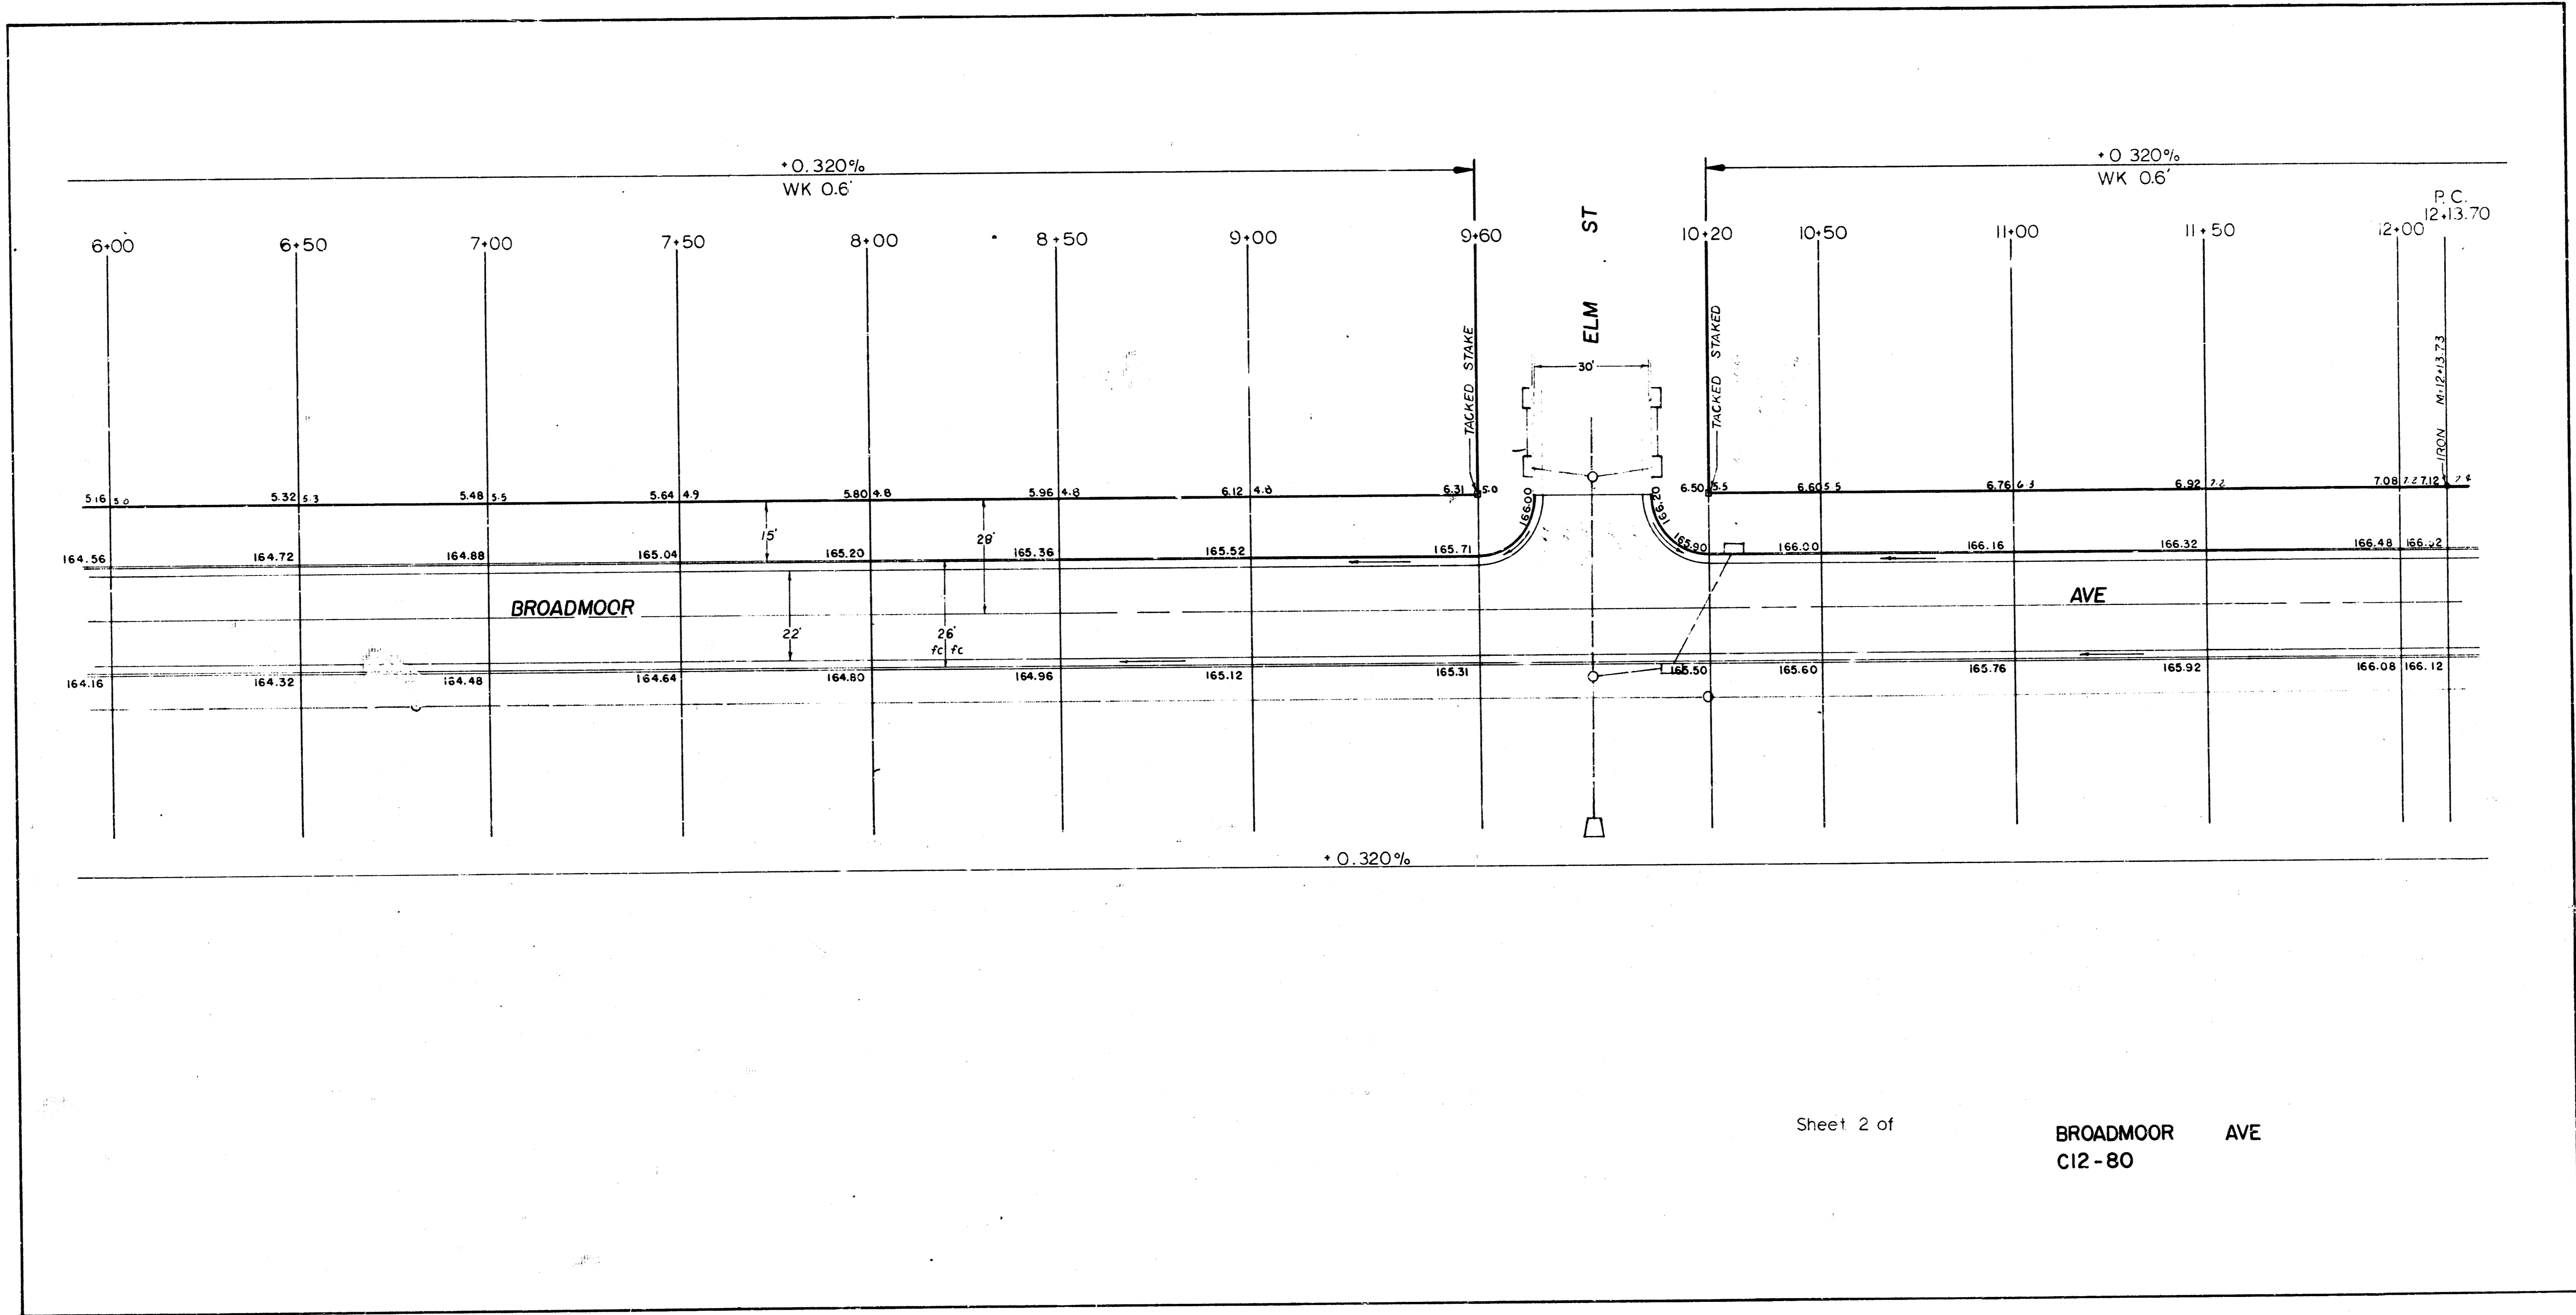 +0.320%
WK 0.6'
+0 320%
WK 0.6'
P.C.
12+13.70
6+00 6+50 7+00 7+50 8+00 8+50 9+00 9+60 10+20 10+50 11+00 11+50 12+00
ELM ST
TACKED STAKE
TACKED STAKED
IRON M=12+13.73
30'
5.16 5.0 5.32 5.3 5.48 5.5 5.64 4.9 5.80 4.8 5.96 4.8 6.12 4.8 6.31 5.0 6.50 5.5 6.60 5.5 6.76 6.3 6.92 7.08 7.12
166.00
166.20
15'
28'
164.56 164.72 164.88 165.04 165.20 165.36 165.52 165.71 165.90 166.00 166.16 166.32 166.48
BROADMOOR AVE
22'
26'
fc fc
164.16 164.32 164.48 164.64 164.80 164.96 165.12 165.31 165.50 165.60 165.76 165.92 166.08 166.12
+0.320%
Sheet 2 of
BROADMOOR AVE
C12-80